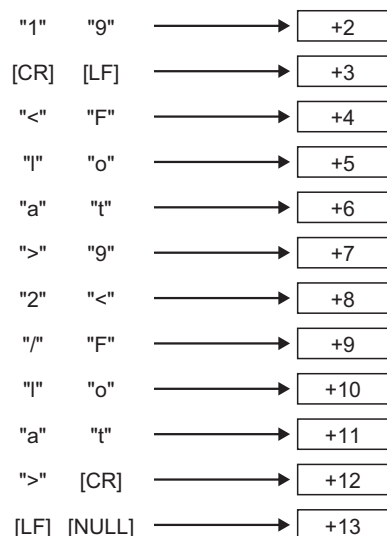 "1" "9" +2
[CR] [LF] +3
"<" "F" +4
"l" "o" +5
"a" "t" +6
">" "9" +7
"2" "<" +8
"/" "F" +9
"l" "o" +10
"a" "t" +11
">" [CR] +12
[LF] [NULL] +13